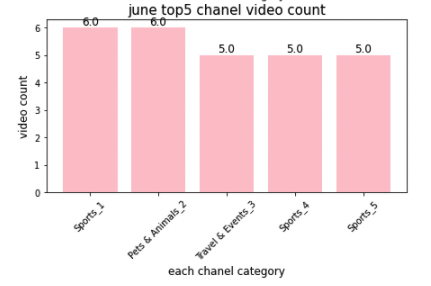 june top5 chanel video count
6.0 6.0 5.0 5.0 5.0
video count
6
5
4
3
2
1
0
Sports_1
Pets & Animals_2
Travel & Events_3
Sports_4
Sports_5
each chanel category